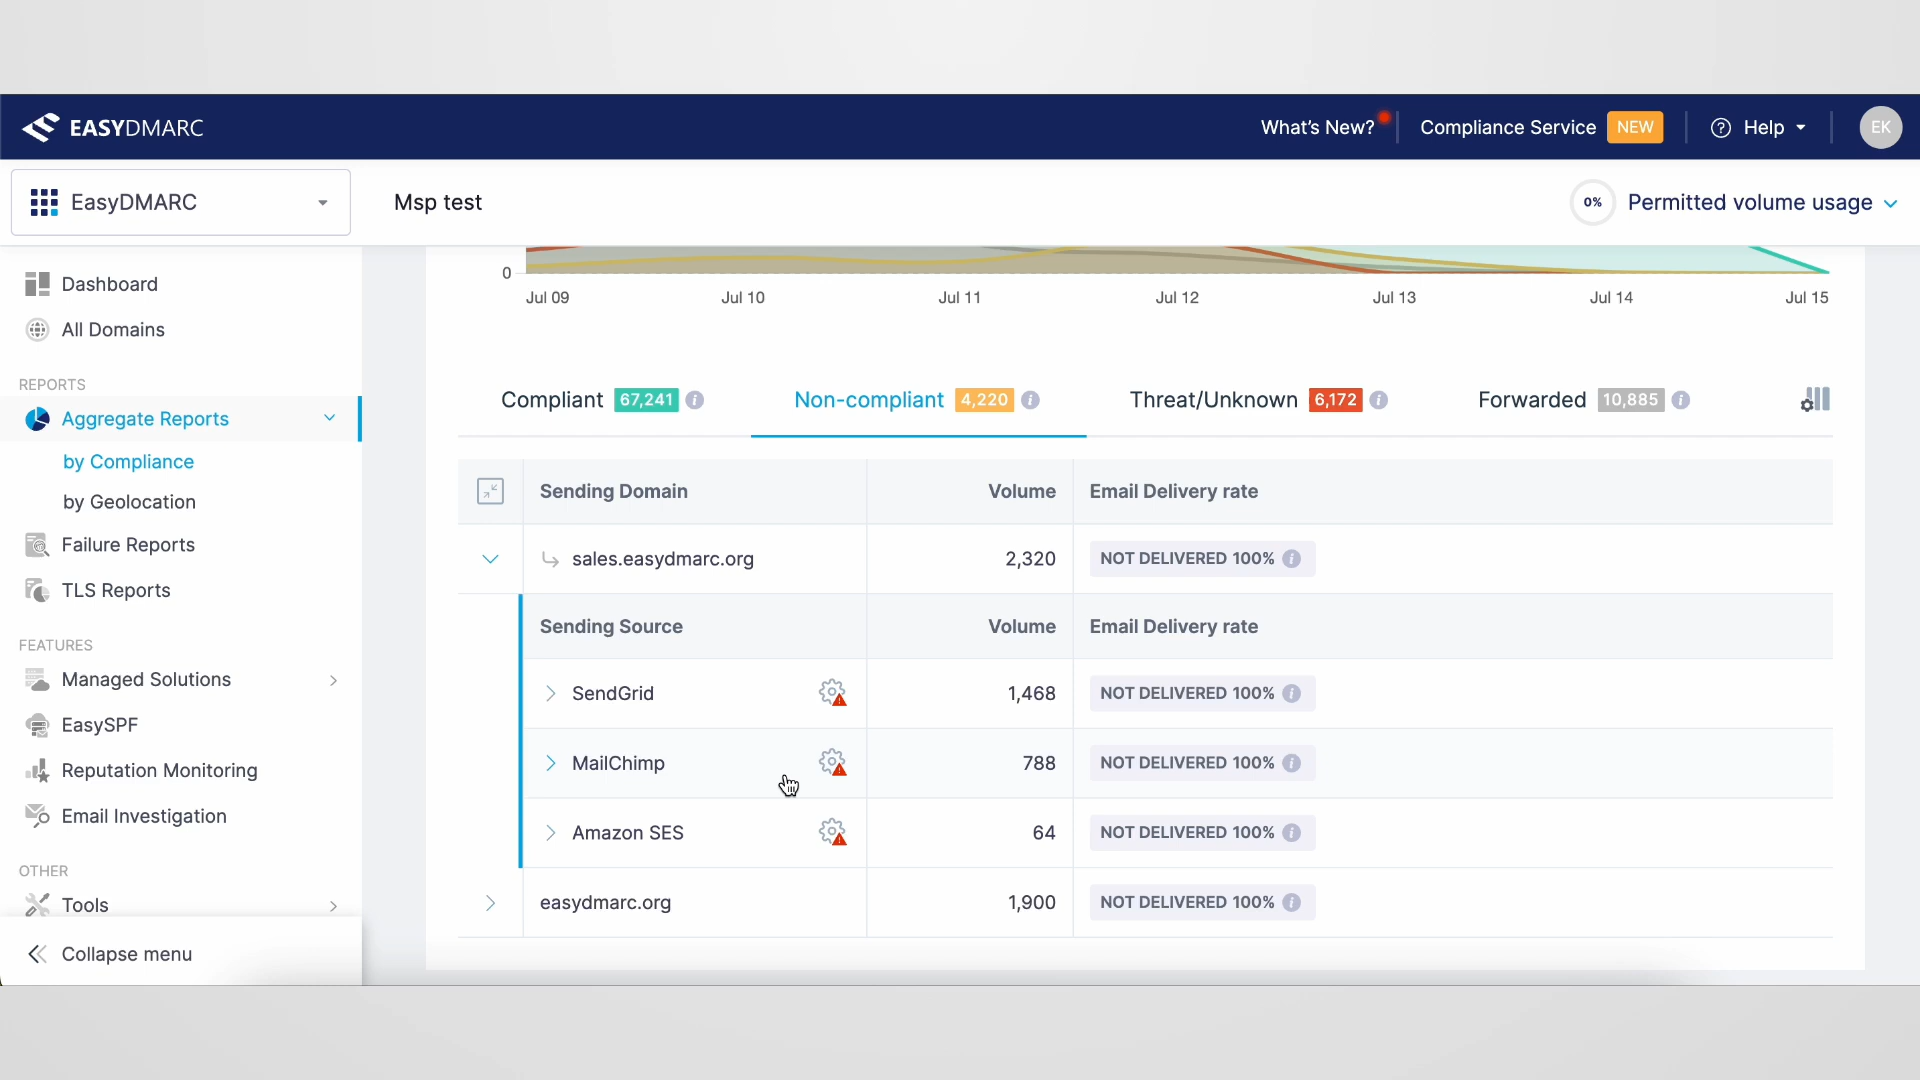 EASYDMARC
What's New?
Compliance Service NEW
Help
EK
EasyDMARC
Msp test
0%
Permitted volume usage
Dashboard
All Domains
REPORTS
Aggregate Reports
by Compliance
by Geolocation
Failure Reports
TLS Reports
FEATURES
Managed Solutions
EasySPF
Reputation Monitoring
Email Investigation
OTHER
Tools
Collapse menu
0
Jul 09 Jul 10 Jul 11 Jul 12 Jul 13 Jul 14 Jul 15
Compliant 67,241 Non-compliant 4,220 Threat/Unknown 6,172 Forwarded 10,885
Sending Domain Volume Email Delivery rate
sales.easydmarc.org 2,320 NOT DELIVERED 100%
Sending Source Volume Email Delivery rate
SendGrid 1,468 NOT DELIVERED 100%
MailChimp 788 NOT DELIVERED 100%
Amazon SES 64 NOT DELIVERED 100%
easydmarc.org 1,900 NOT DELIVERED 100%